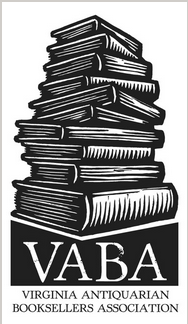 VABA
VIRGINIA ANTIQUARIAN
BOOKSELLERS ASSOCIATION